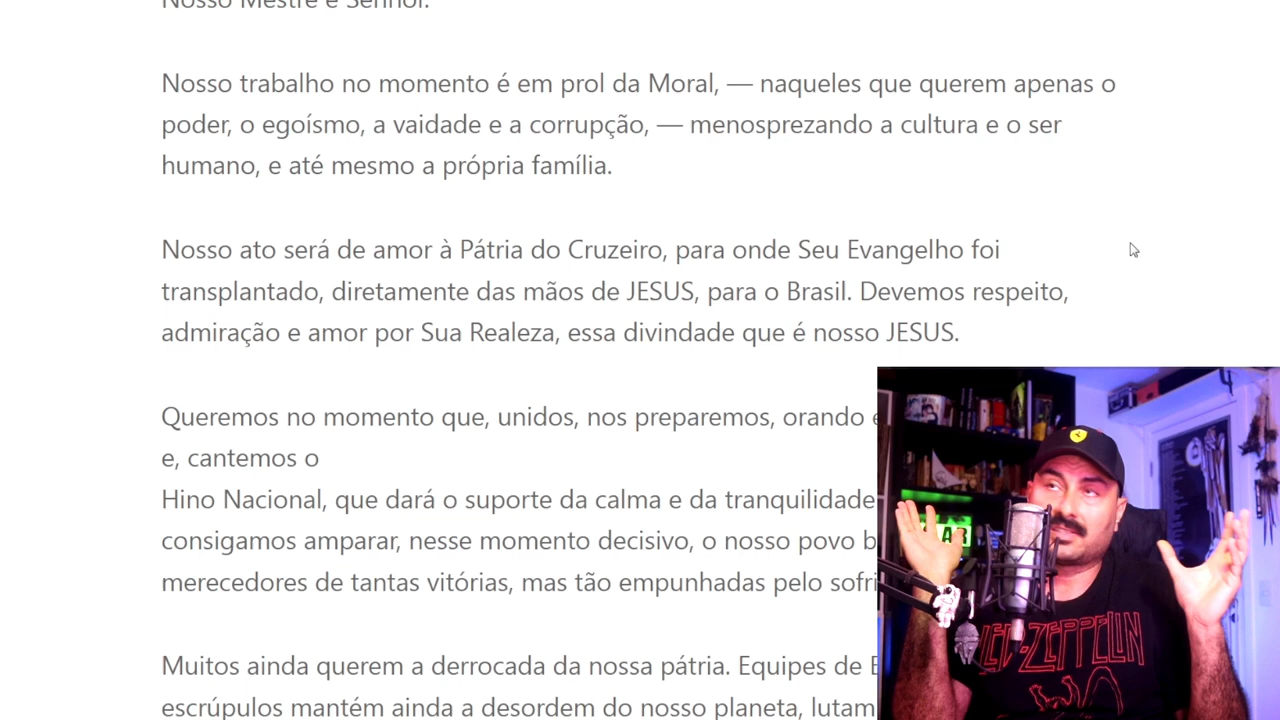 Nosso Mestre e Senhor.
Nosso trabalho no momento é em prol da Moral, — naqueles que querem apenas o
poder, o egoísmo, a vaidade e a corrupção, — menosprezando a cultura e o ser
humano, e até mesmo a própria família.
Nosso ato será de amor à Pátria do Cruzeiro, para onde Seu Evangelho foi
transplantado, diretamente das mãos de JESUS, para o Brasil. Devemos respeito,
admiração e amor por Sua Realeza, essa divindade que é nosso JESUS.
Queremos no momento que, unidos, nos preparemos, orando
e, cantemos o
Hino Nacional, que dará o suporte da calma e da tranquilidade
consigamos amparar, nesse momento decisivo, o nosso povo
merecedores de tantas vitórias, mas tão empunhadas pelo
Muitos ainda querem a derrocada da nossa pátria. Equipes de
escrúpulos mantém ainda a desordem do nosso planeta, lutam
LED-ZEPPELIN